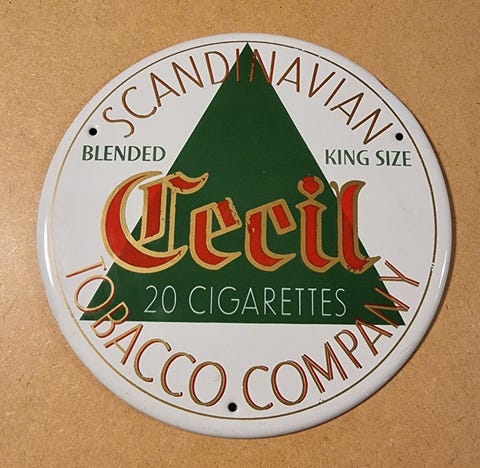 SCANDINAVIAN
BLENDED
KING SIZE
Cecil
20 CIGARETTES
TOBACCO COMPANY